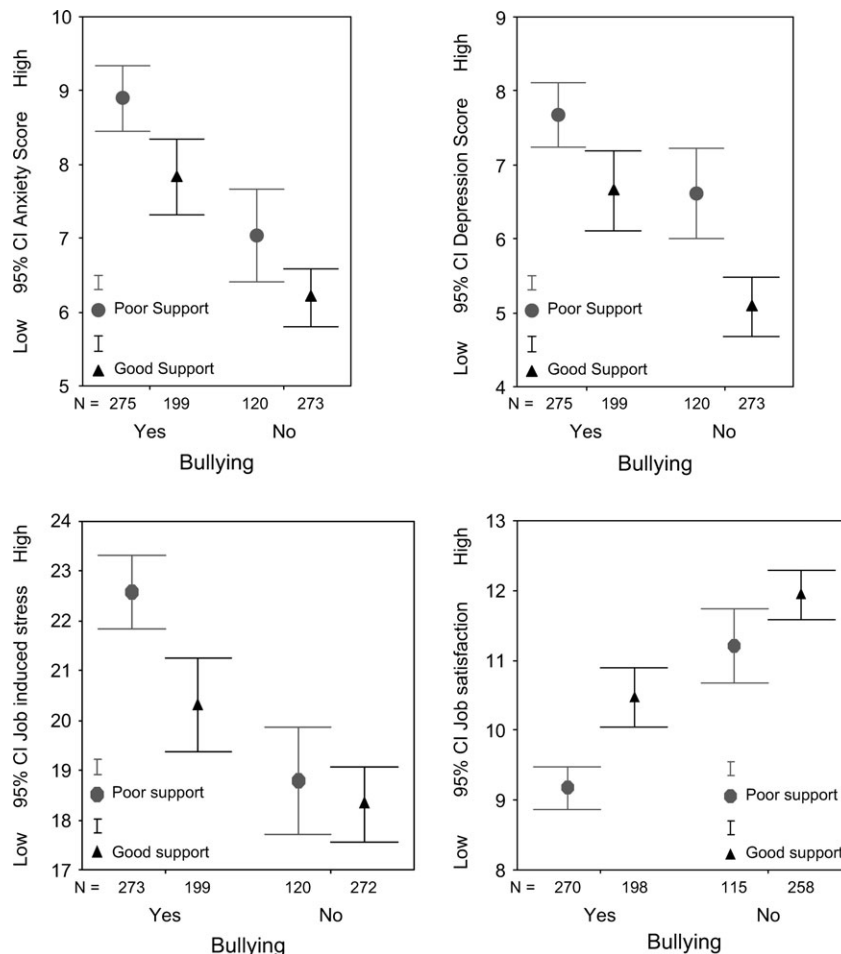 10
9
8
7
6
5
Low 95% CI Anxiety Score High
Poor Support
Good Support
N = 275 199 120 273
Yes No
Bullying
8
7
6
5
4
Low 95% CI Depression Score High
Poor Support
Good Support
N = 275 199 120 273
Yes No
Bullying
24
23
22
21
20
19
18
17
Low 95% CI Job induced stress High
Poor support
Good support
N = 273 199 120 272
Yes No
Bullying
13
12
11
10
9
8
Low 95% CI Job satisfaction High
Poor support
Good support
N = 270 198 115 258
Yes No
Bullying